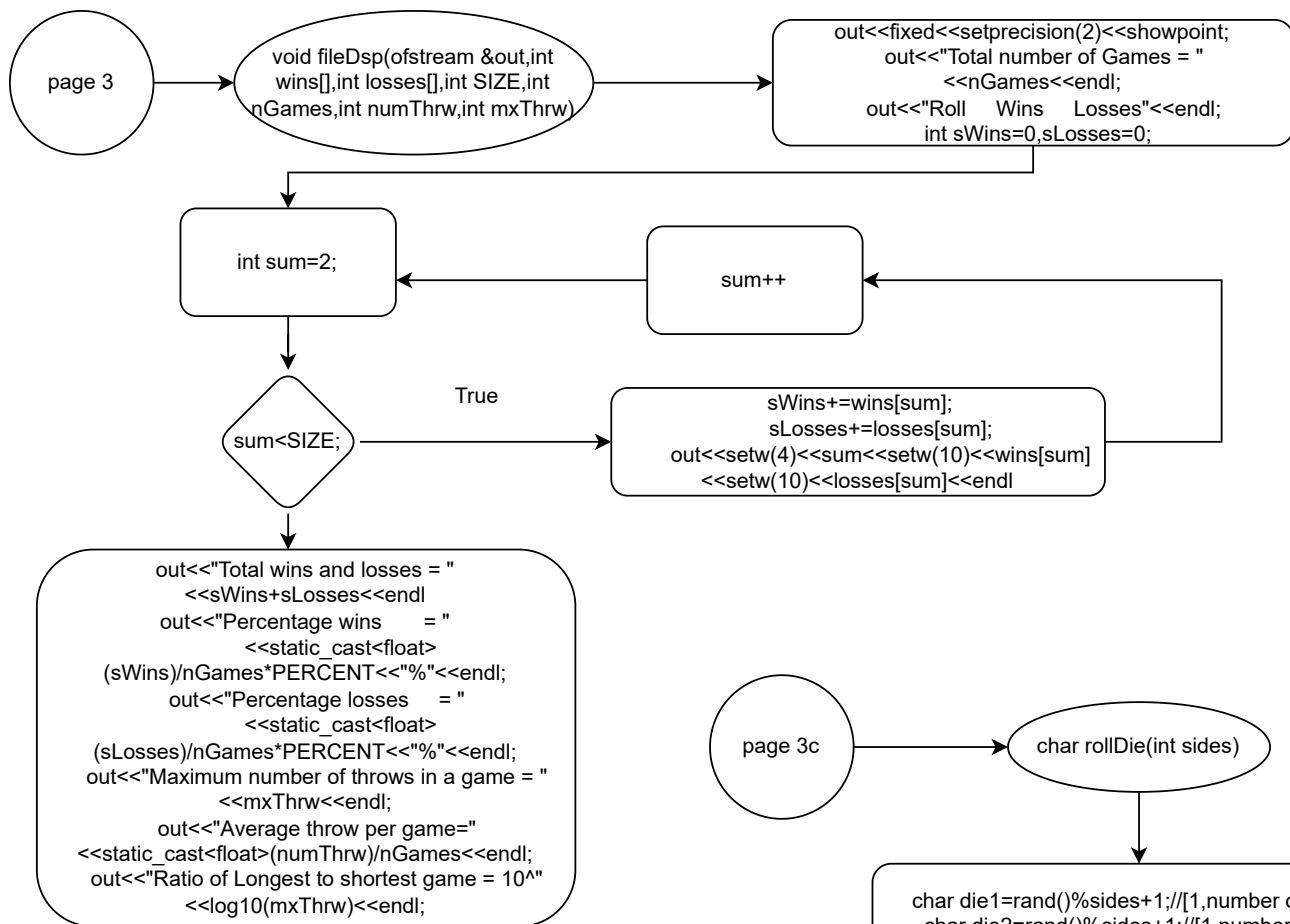 page 3
void fileDsp(ofstream &out,int
wins[],int losses[],int SIZE,int
nGames,int numThrw,int mxThrw)
out<<fixed<<setprecision(2)<<showpoint;
out<<"Total number of Games = "
<<nGames<<endl;
out<<"Roll Wins Losses"<<endl;
int sWins=0,sLosses=0;
int sum=2;
sum++
sum<SIZE;
True
sWins+=wins[sum];
sLosses+=losses[sum];
out<<setw(4)<<sum<<setw(10)<<wins[sum]
<<setw(10)<<losses[sum]<<endl
out<<"Total wins and losses = "
<<sWins+sLosses<<endl
out<<"Percentage wins = "
<<static_cast<float>
(sWins)/nGames*PERCENT<<"%"<<endl;
out<<"Percentage losses = "
<<static_cast<float>
(sLosses)/nGames*PERCENT<<"%"<<endl;
out<<"Maximum number of throws in a game = "
<<mxThrw<<endl;
out<<"Average throw per game="
<<static_cast<float>(numThrw)/nGames<<endl;
out<<"Ratio of Longest to shortest game = 10^"
<<log10(mxThrw)<<endl;
page 3c
char rollDie(int sides)
char die1=rand()%sides+1;//[1,number
char die2=rand()%sides+1;//[1,number